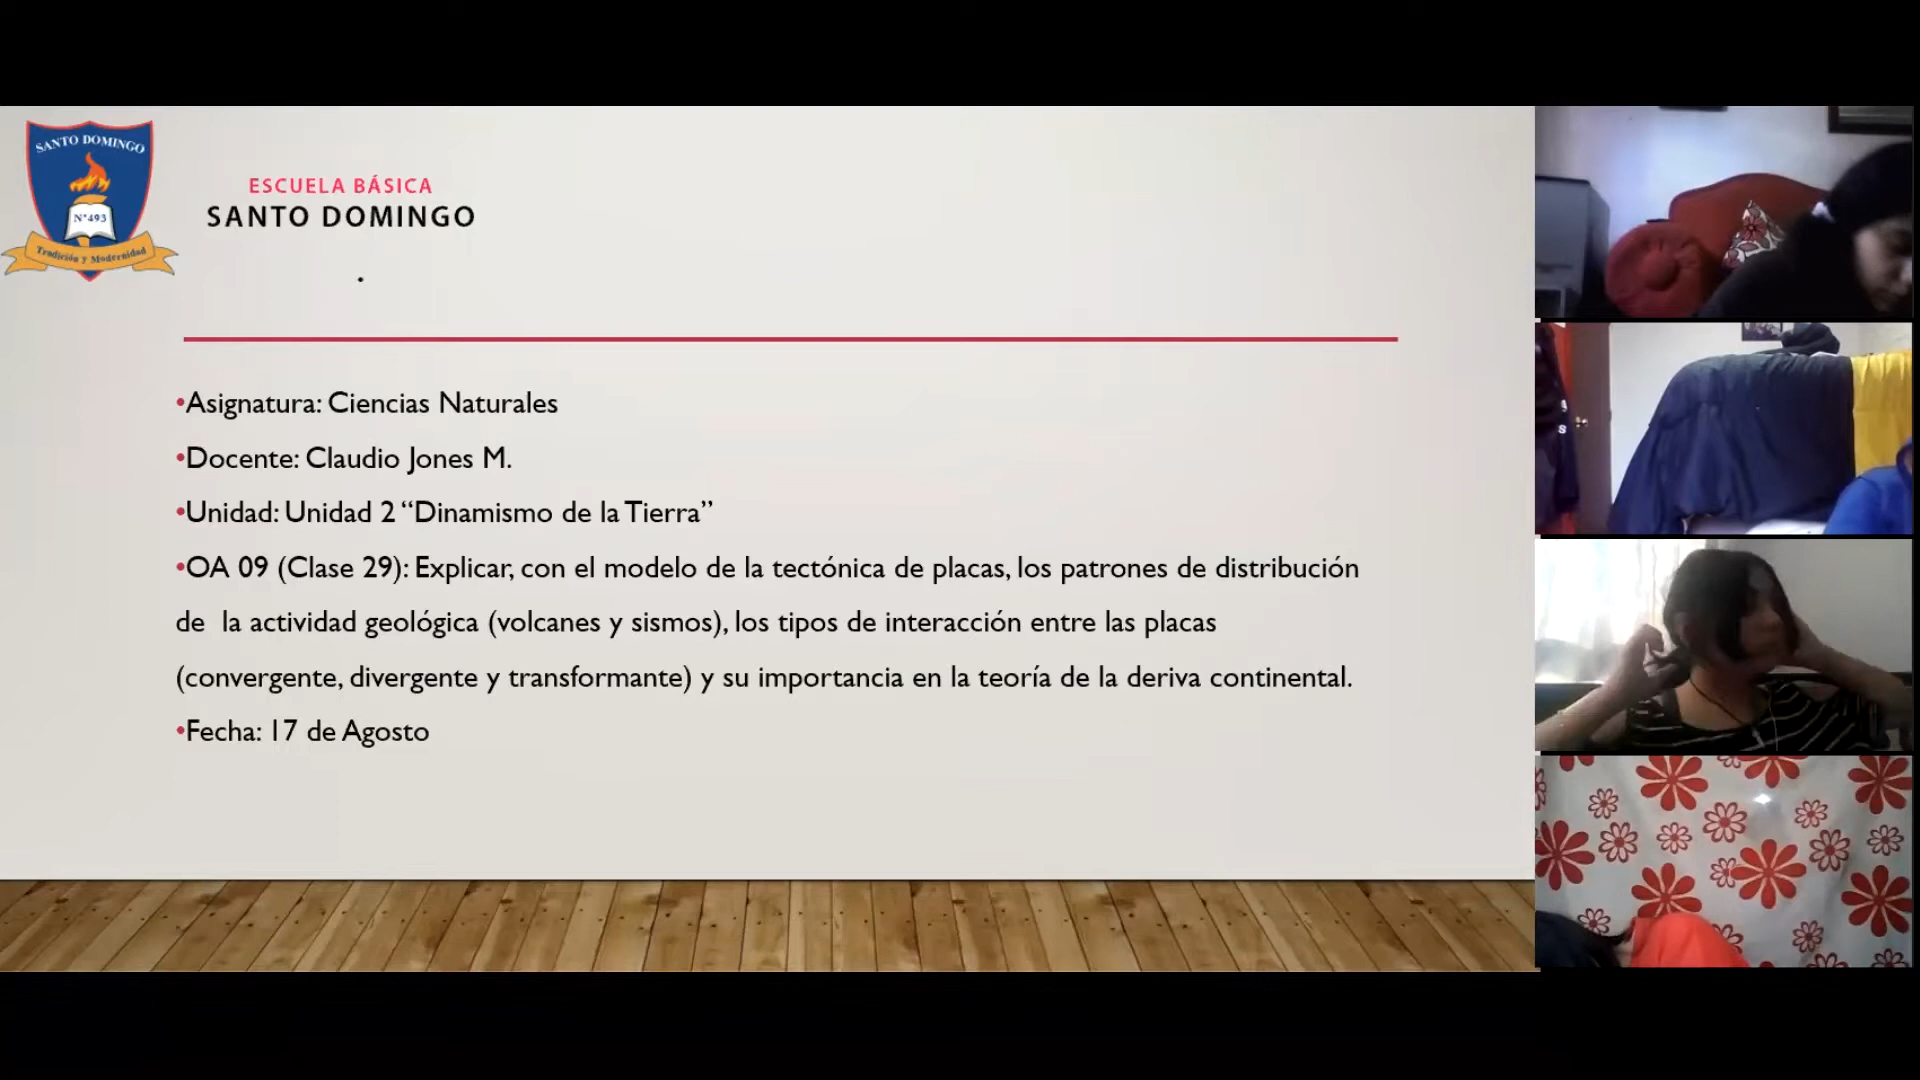 SANTO DOMINGO
N°493
Tradición y Modernidad
ESCUELA BÁSICA
SANTO DOMINGO
.
•Asignatura: Ciencias Naturales
•Docente: Claudio Jones M.
•Unidad: Unidad 2 “Dinamismo de la Tierra”
•OA 09 (Clase 29): Explicar, con el modelo de la tectónica de placas, los patrones de distribución
de la actividad geológica (volcanes y sismos), los tipos de interacción entre las placas
(convergente, divergente y transformante) y su importancia en la teoría de la deriva continental.
•Fecha: 17 de Agosto